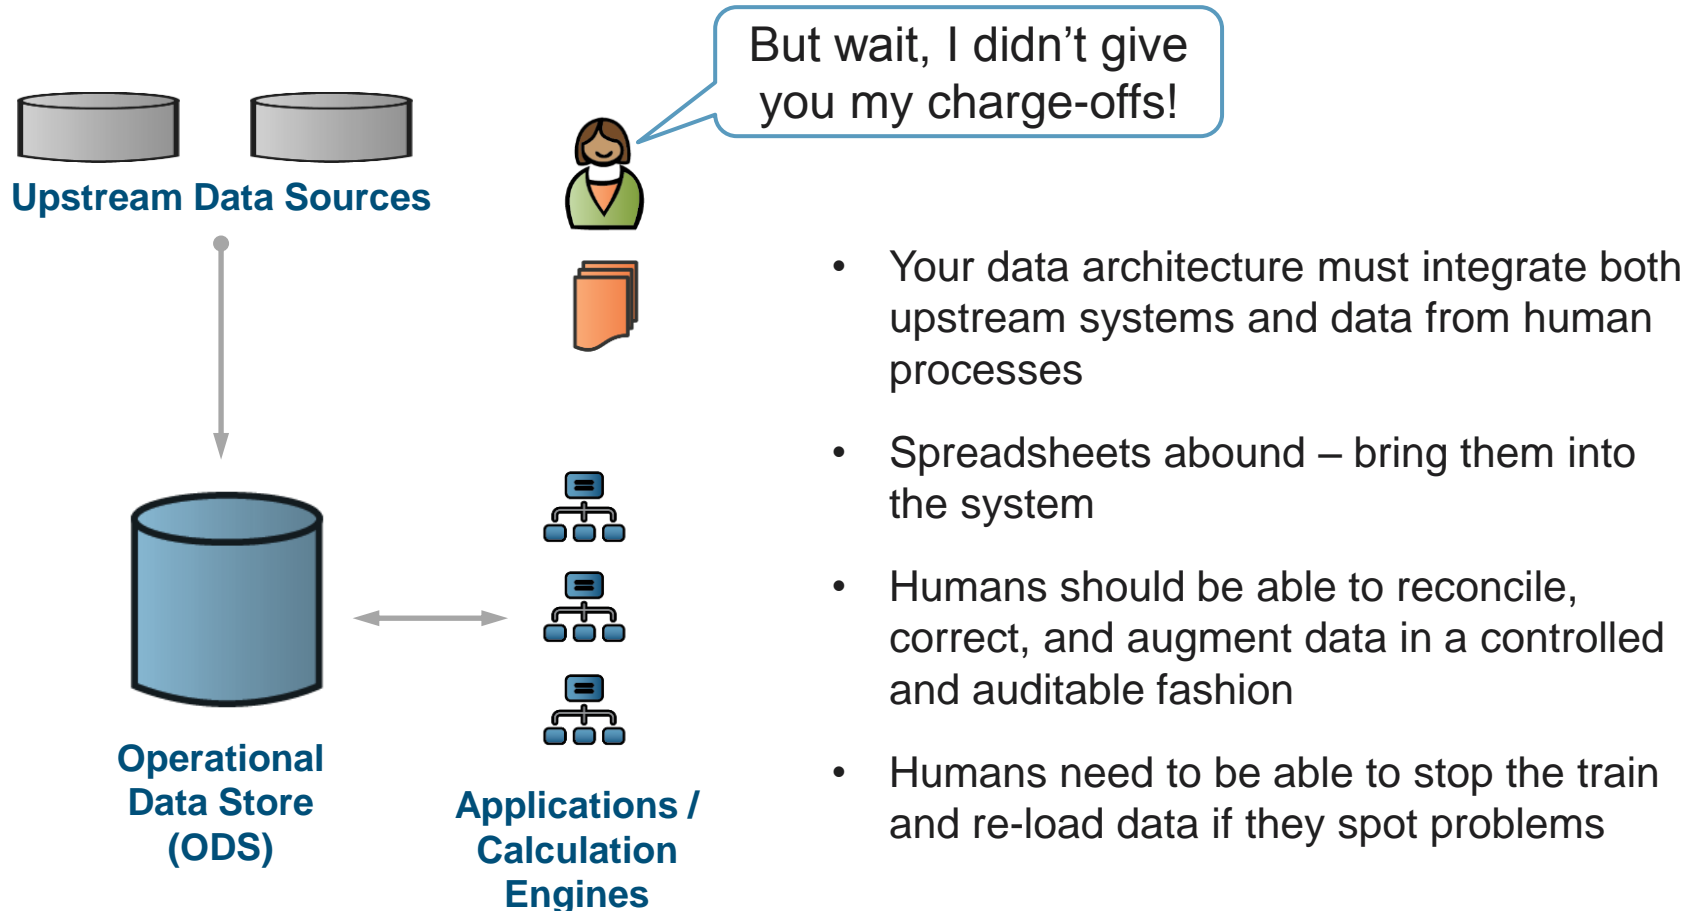 But wait, I didn’t give
you my charge-offs!
Upstream Data Sources
• Your data architecture must integrate both
upstream systems and data from human
processes
• Spreadsheets abound – bring them into
the system
• Humans should be able to reconcile,
correct, and augment data in a controlled
and auditable fashion
• Humans need to be able to stop the train
and re-load data if they spot problems
Operational
Data Store
(ODS)
Applications /
Calculation
Engines